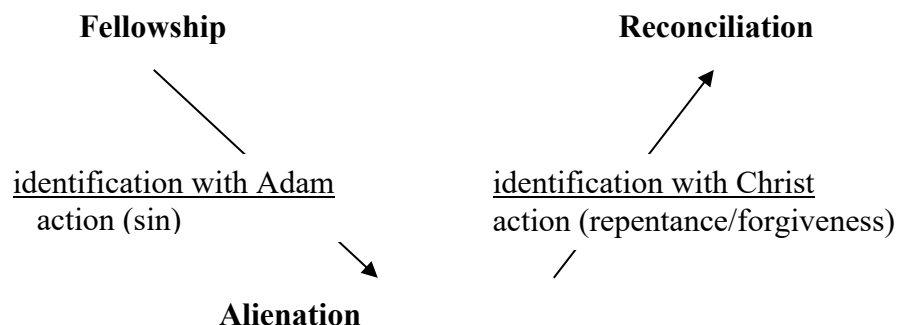 Fellowship
Reconciliation
identification with Adam
action (sin)
identification with Christ
action (repentance/forgiveness)
Alienation